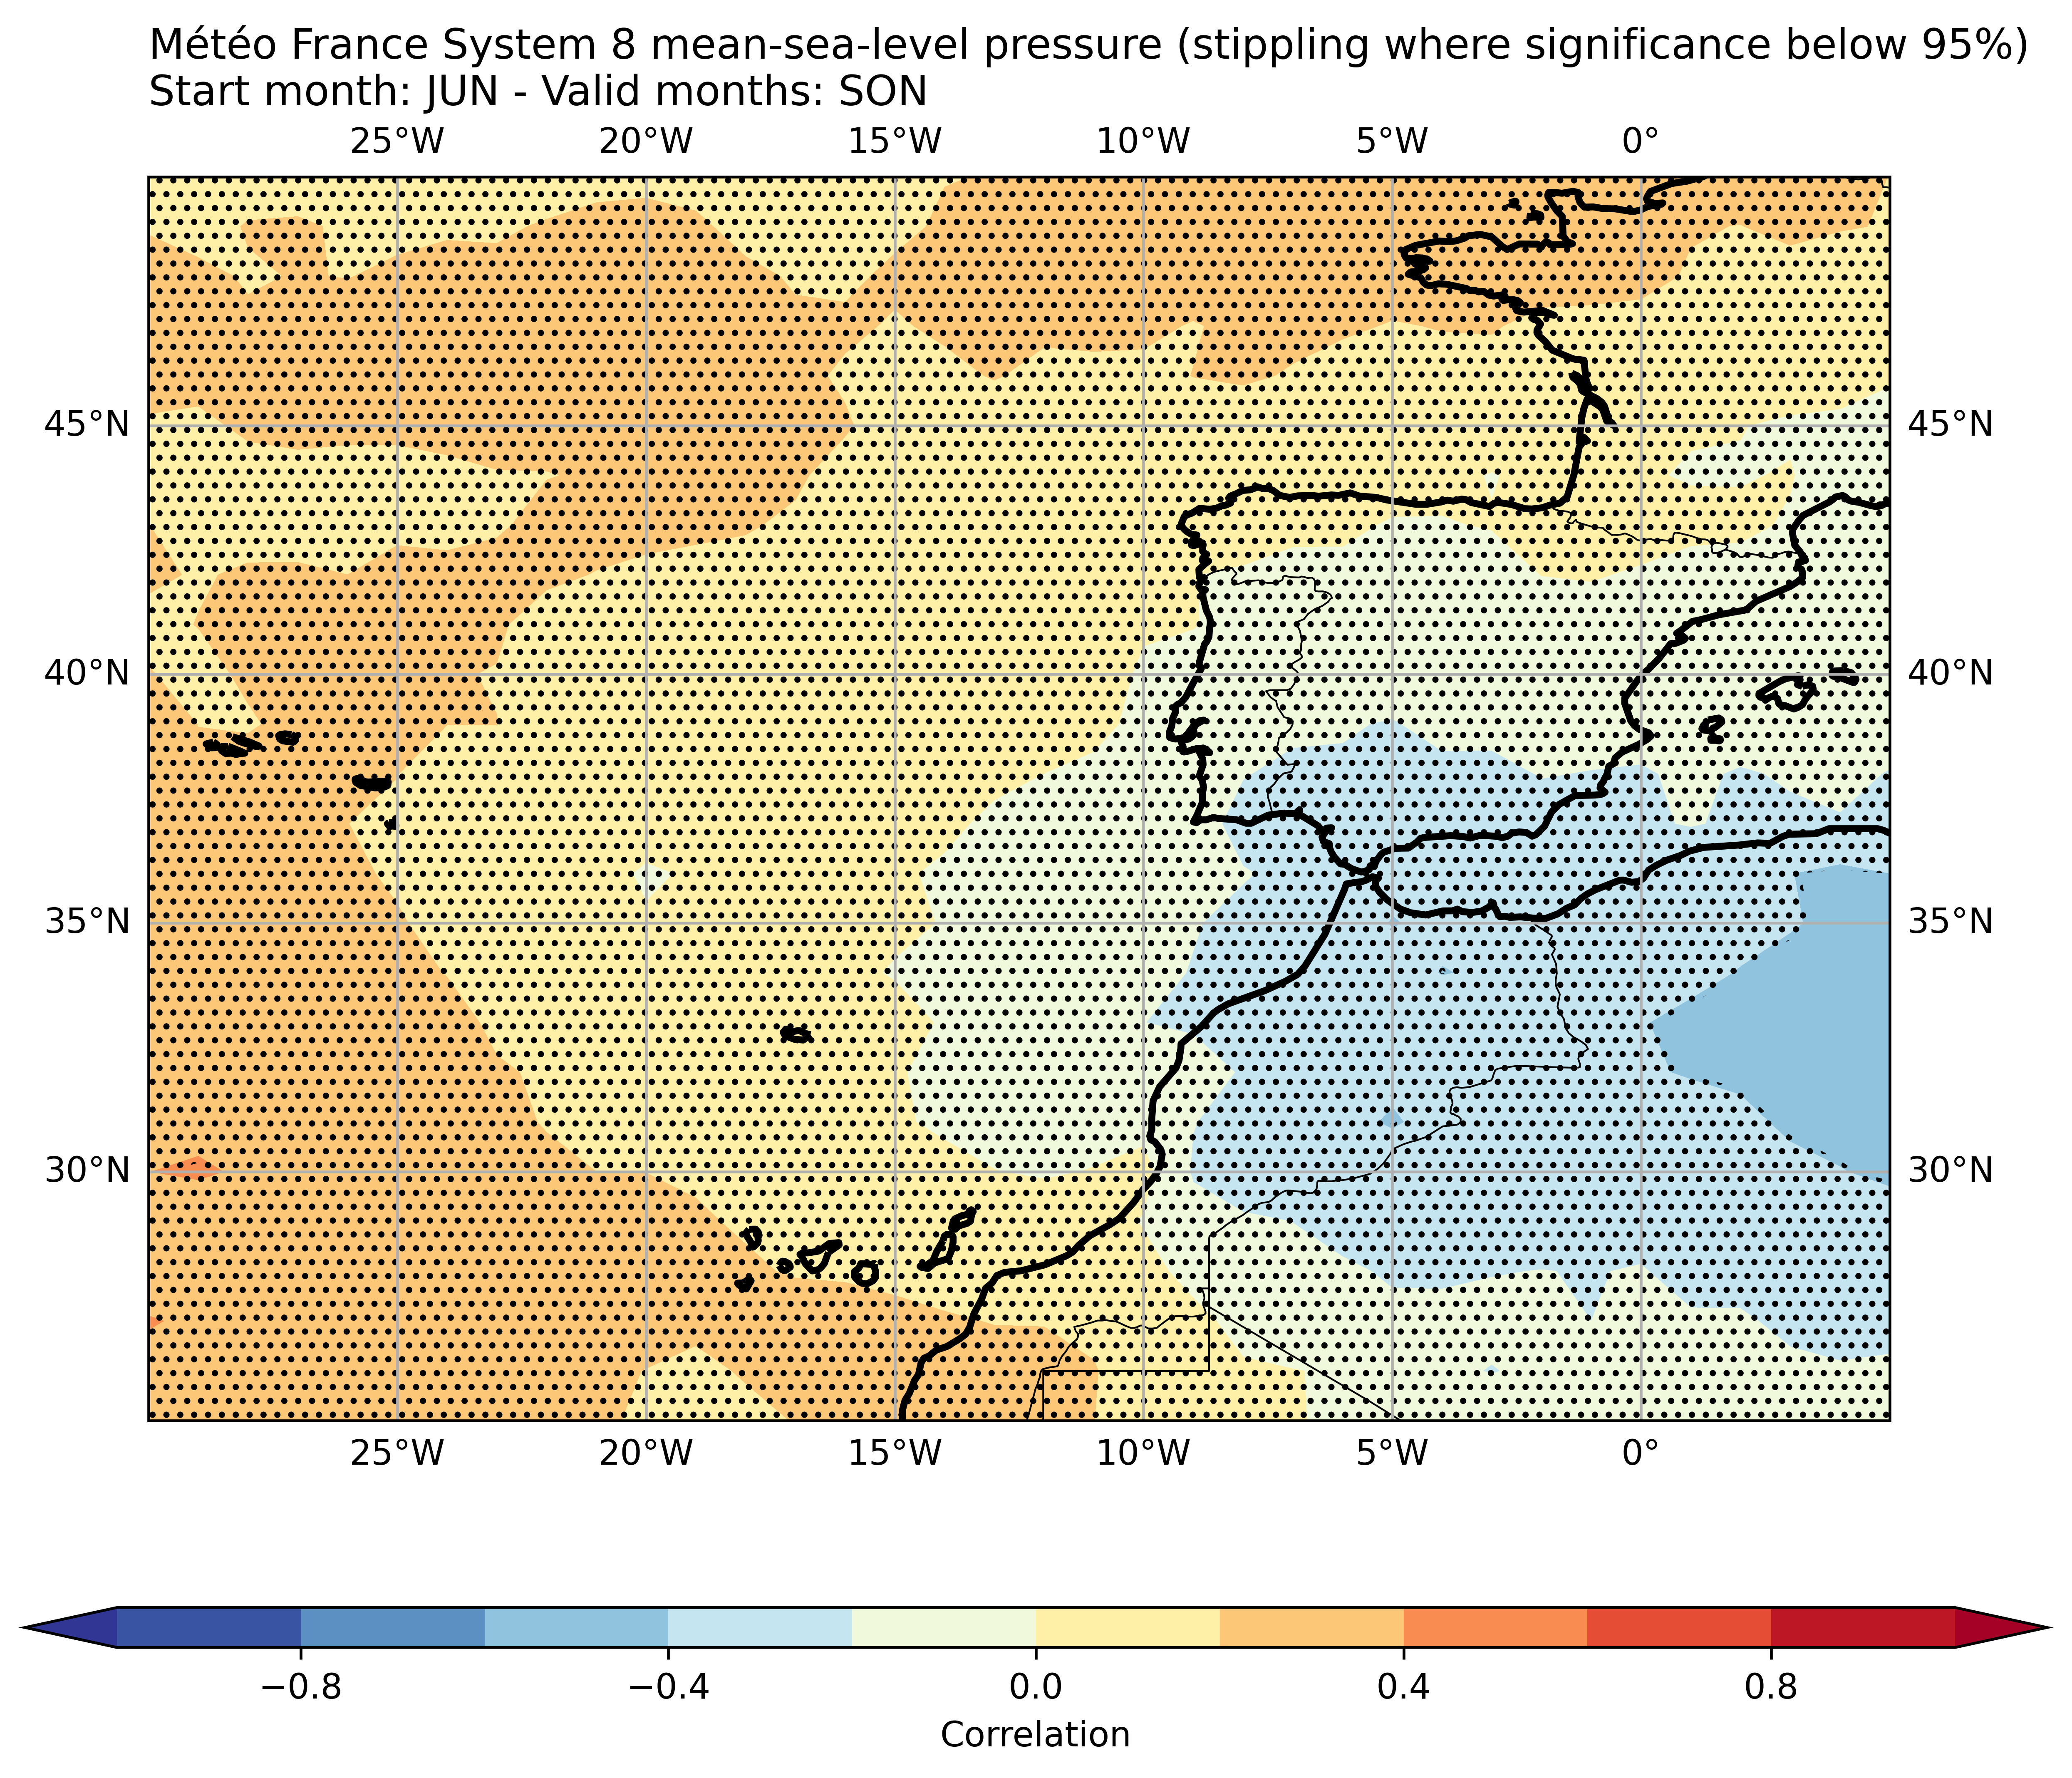 Météo France System 8 mean-sea-level pressure (stippling where significance below 95%)
Start month: JUN - Valid months: SON
25°W 20°W 15°W 10°W 5°W 0°
45°N 45°N
40°N 40°N
35°N 35°N
30°N 30°N
25°W 20°W 15°W 10°W 5°W 0°
−0.8 −0.4 0.0 0.4 0.8
Correlation